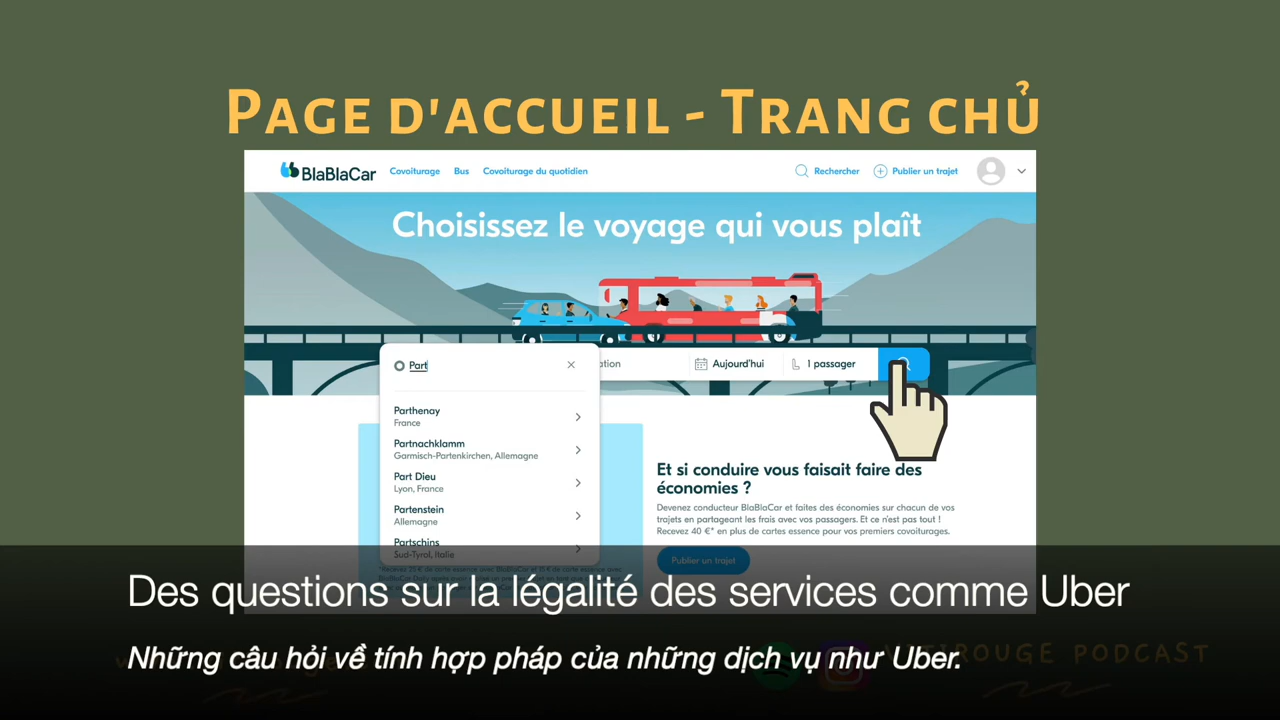 PAGE D'ACCUEIL - TRANG CHỦ
BlaBlaCar
Covoiturage
Bus
Covoiturage du quotidien
Rechercher
Publier un trajet
Choisissez le voyage qui vous plaît
Part
Aujourd'hui
1 passager
Parthenay
France
Partnachklamm
Garmisch-Partenkirchen, Allemagne
Part Dieu
Lyon, France
Partenstein
Allemagne
Partschins
Sud-Tyrol, Italie
Et si conduire vous faisait faire des
économies ?
Devenez conducteur BlaBlaCar et faites des économies sur chacun de vos
trajets en partageant les frais avec vos passagers. Et ce n'est pas tout !
Recevez 40 €* en plus de cartes essence pour vos premiers covoiturages.
Publier un trajet
Des questions sur la légalité des services comme Uber
Những câu hỏi về tính hợp pháp của những dịch vụ như Uber.
PODCAST